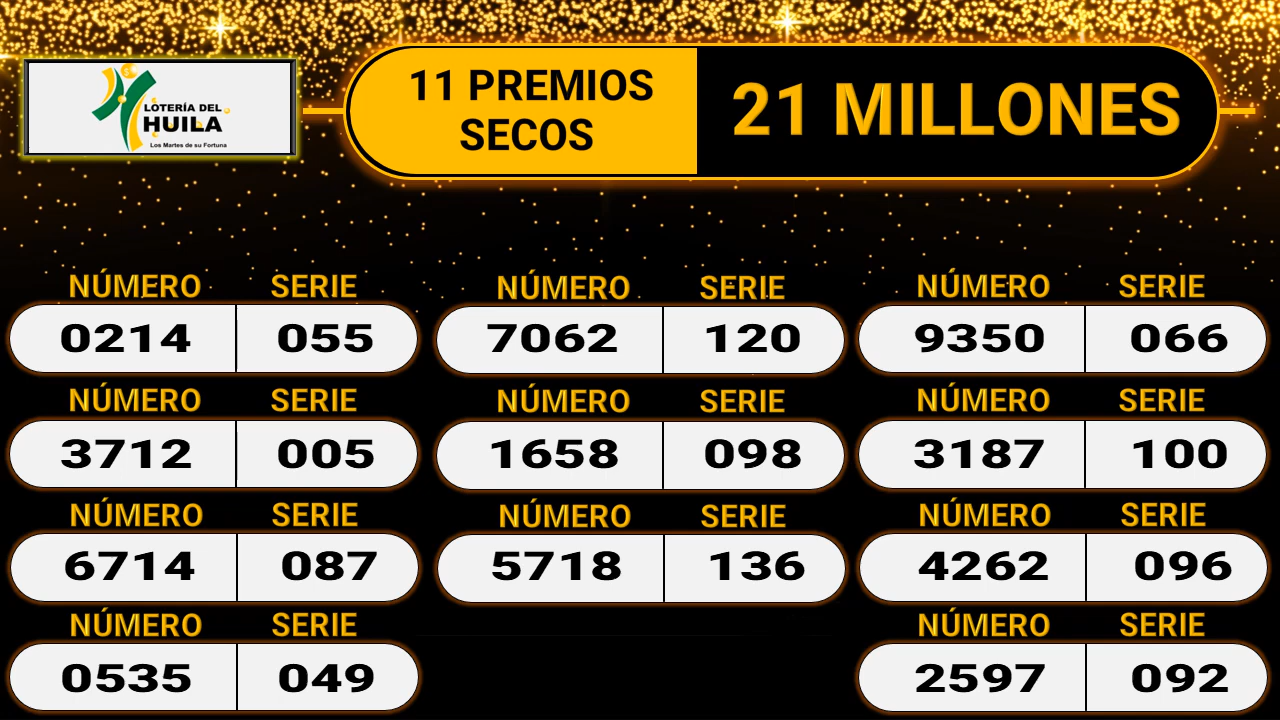 LOTERÍA DEL
HUILA
Los Martes de su Fortuna
11 PREMIOS
SECOS
21 MILLONES
NÚMERO SERIE NÚMERO SERIE NÚMERO SERIE
0214 055 7062 120 9350 066
NÚMERO SERIE NÚMERO SERIE NÚMERO SERIE
3712 005 1658 098 3187 100
NÚMERO SERIE NÚMERO SERIE NÚMERO SERIE
6714 087 5718 136 4262 096
NÚMERO SERIE NÚMERO SERIE
0535 049 2597 092